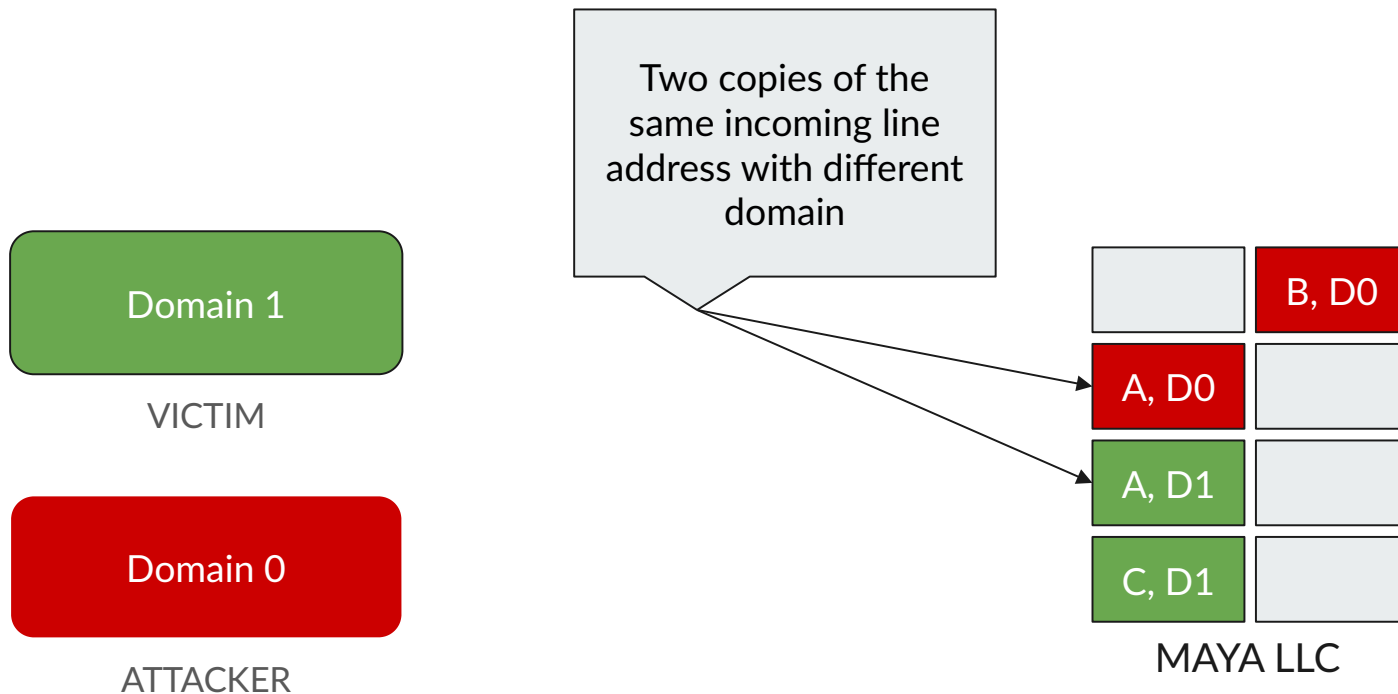 Two copies of the
same incoming line
address with different
domain
Domain 1
VICTIM
Domain 0
ATTACKER
B, D0
A, D0
A, D1
C, D1
MAYA LLC